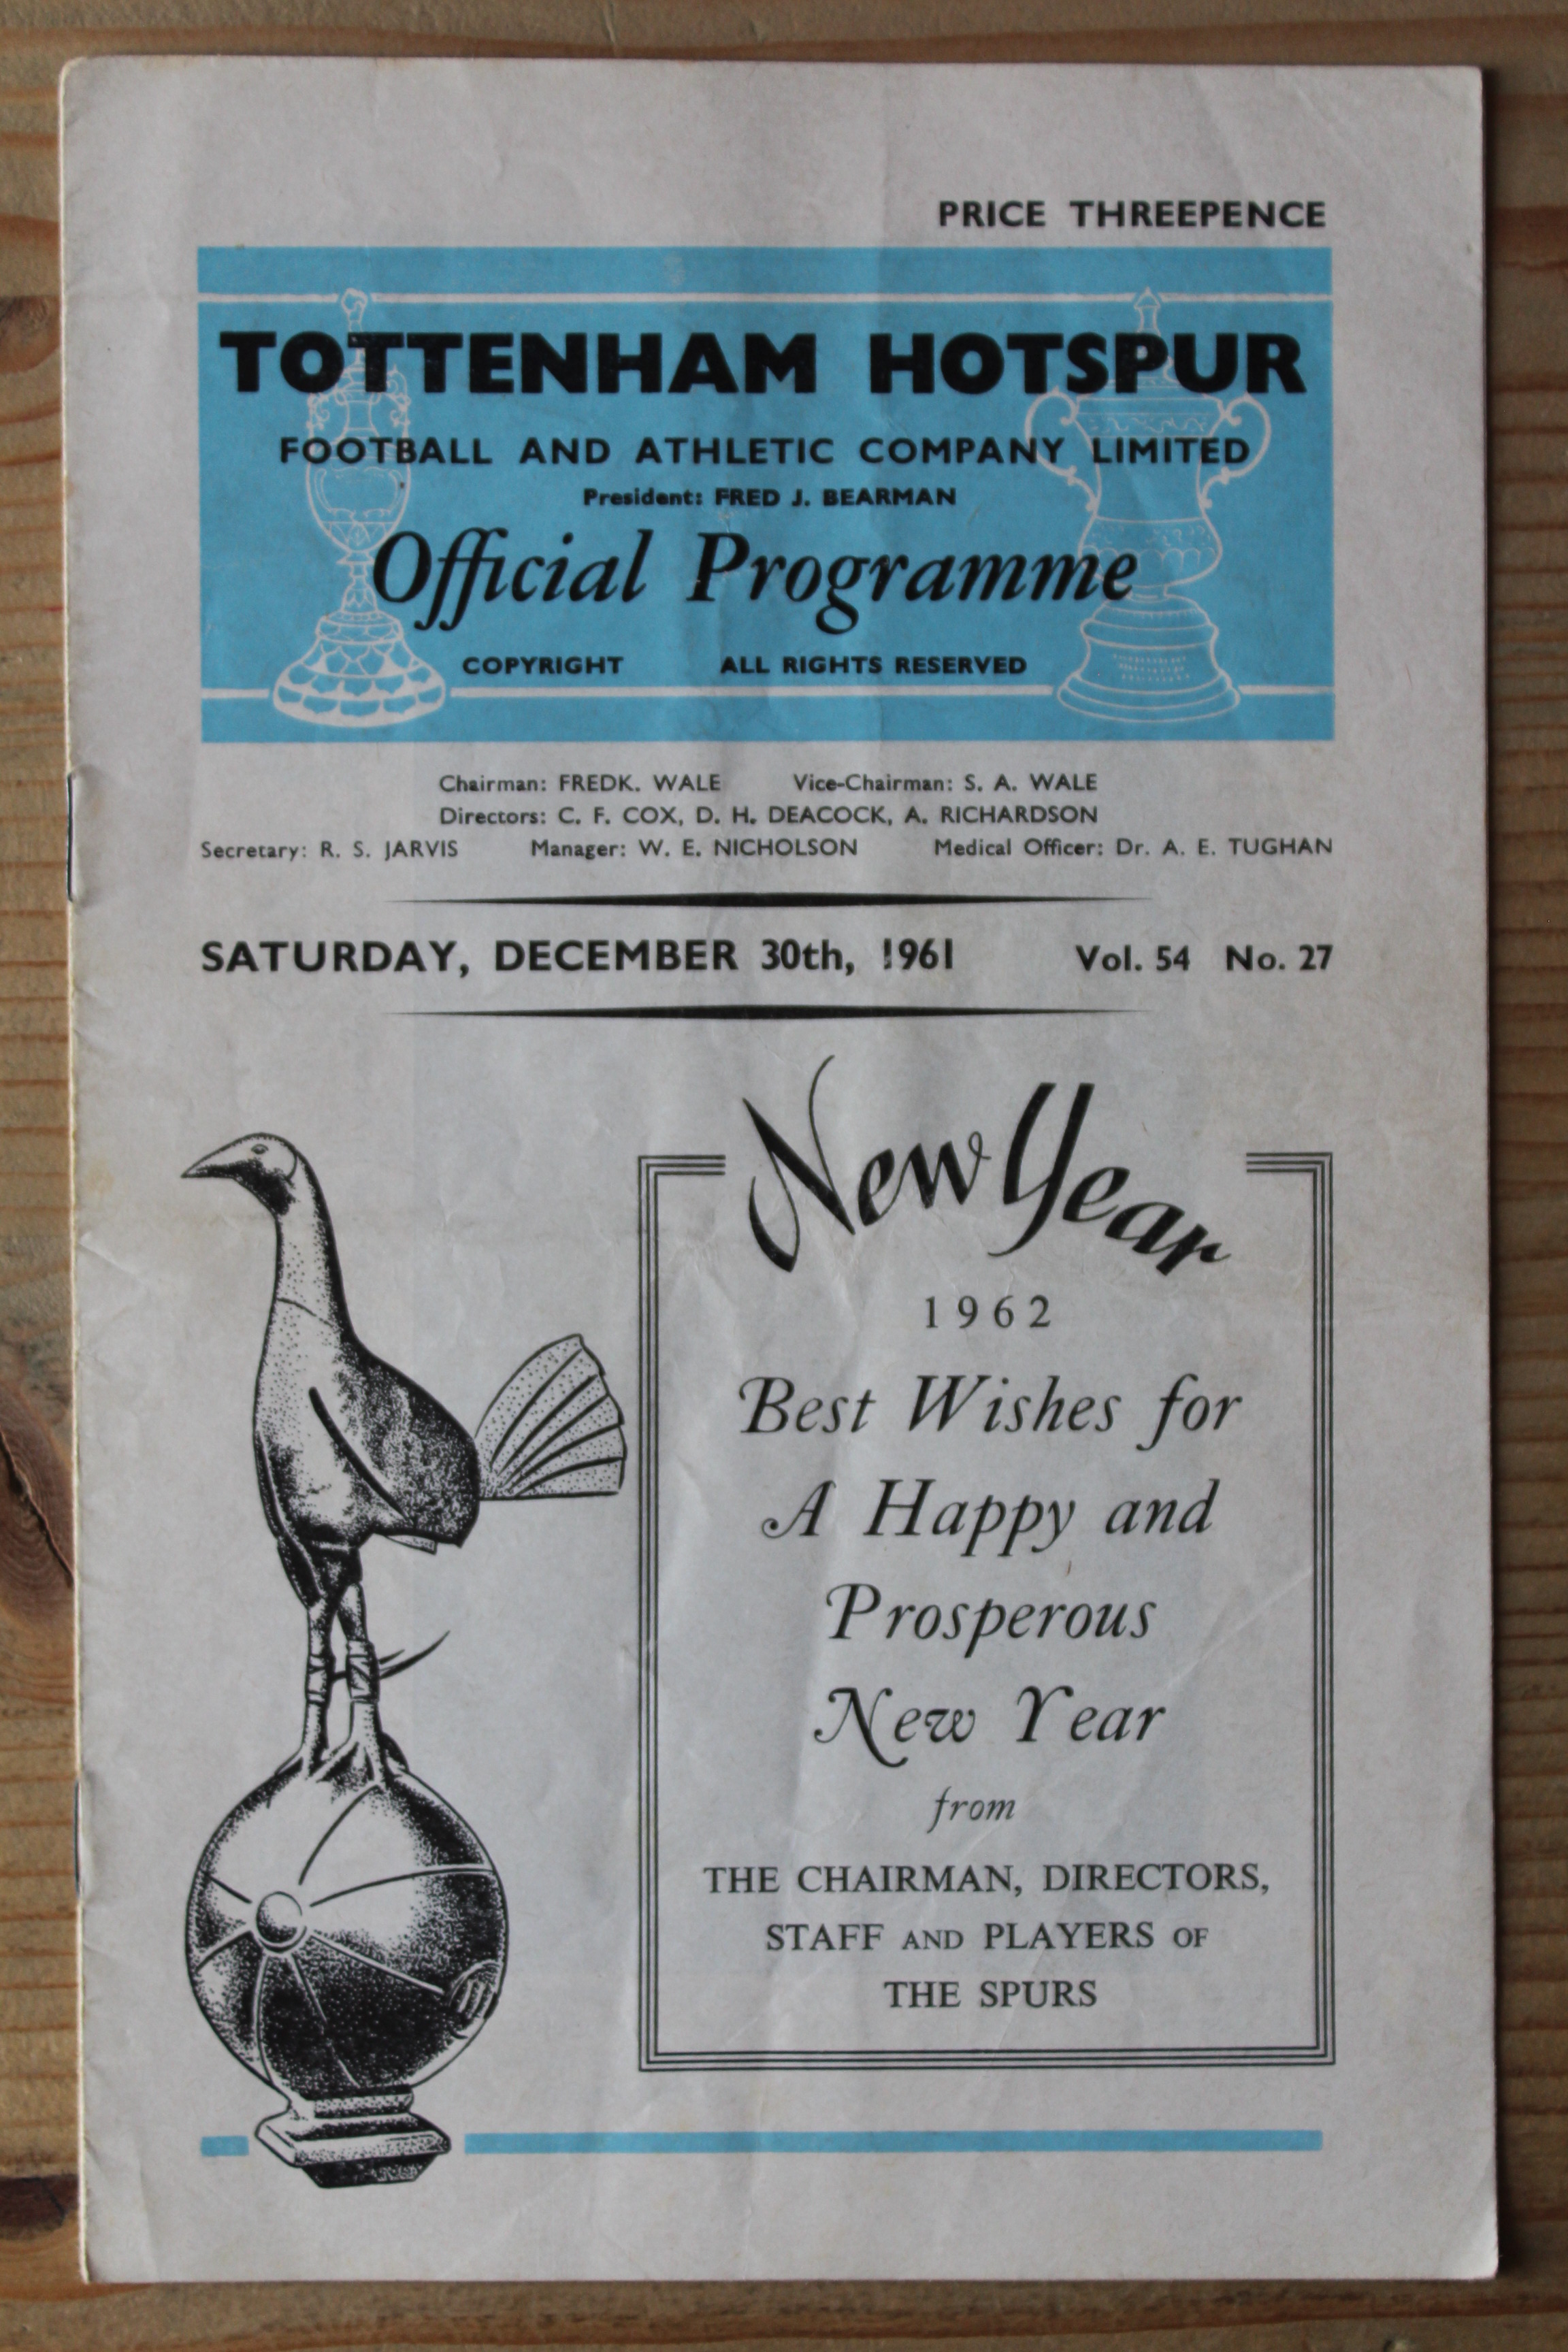 PRICE THREEPENCE
TOTTENHAM HOTSPUR
FOOTBALL AND ATHLETIC COMPANY LIMITED
President: FRED J. BEARMAN
Official Programme
COPYRIGHT ALL RIGHTS RESERVED
Chairman: FREDK. WALE Vice-Chairman: S. A. WALE
Directors: C. F. COX, D. H. DEACOCK, A. RICHARDSON
Secretary: R. S. JARVIS Manager: W. E. NICHOLSON Medical Officer: Dr. A. E. TUGHAN
SATURDAY, DECEMBER 30th, 1961 Vol. 54 No. 27
New Year
1962
Best Wishes for
A Happy and
Prosperous
New Year
from
THE CHAIRMAN, DIRECTORS,
STAFF AND PLAYERS OF
THE SPURS